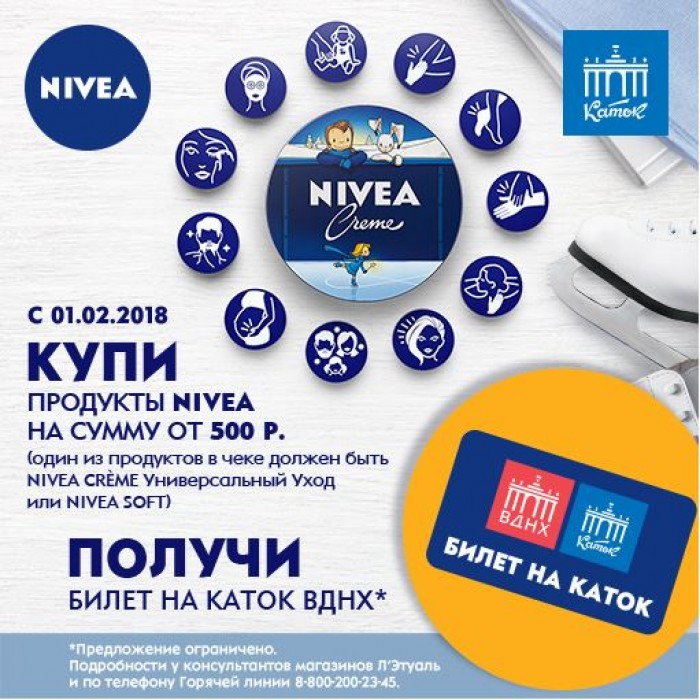 NIVEA
Каток
NIVEA
Creme
С 01.02.2018
КУПИ
ПРОДУКТЫ NIVEA
НА СУММУ ОТ 500 Р.
(один из продуктов в чеке должен быть
NIVEA CRÈME Универсальный Уход
или NIVEA SOFT)
ПОЛУЧИ
БИЛЕТ НА КАТОК ВДНХ*
ВДНХ
Каток
БИЛЕТ НА КАТОК
*Предложение ограничено.
Подробности у консультантов магазинов Л'Этуаль
и по телефону Горячей линии 8-800-200-23-45.